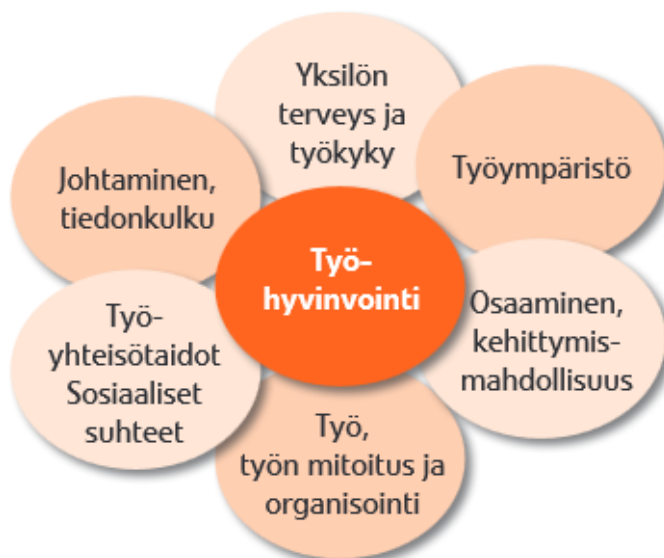 Yksilön
terveys ja
työkyky
Työympäristö
Johtaminen,
tiedonkulku
Työ-
hyvinvointi
Osaaminen,
kehittymis-
mahdollisuus
Työ-
yhteisötaidot
Sosiaaliset
suhteet
Työ,
työn mitoitus ja
organisointi